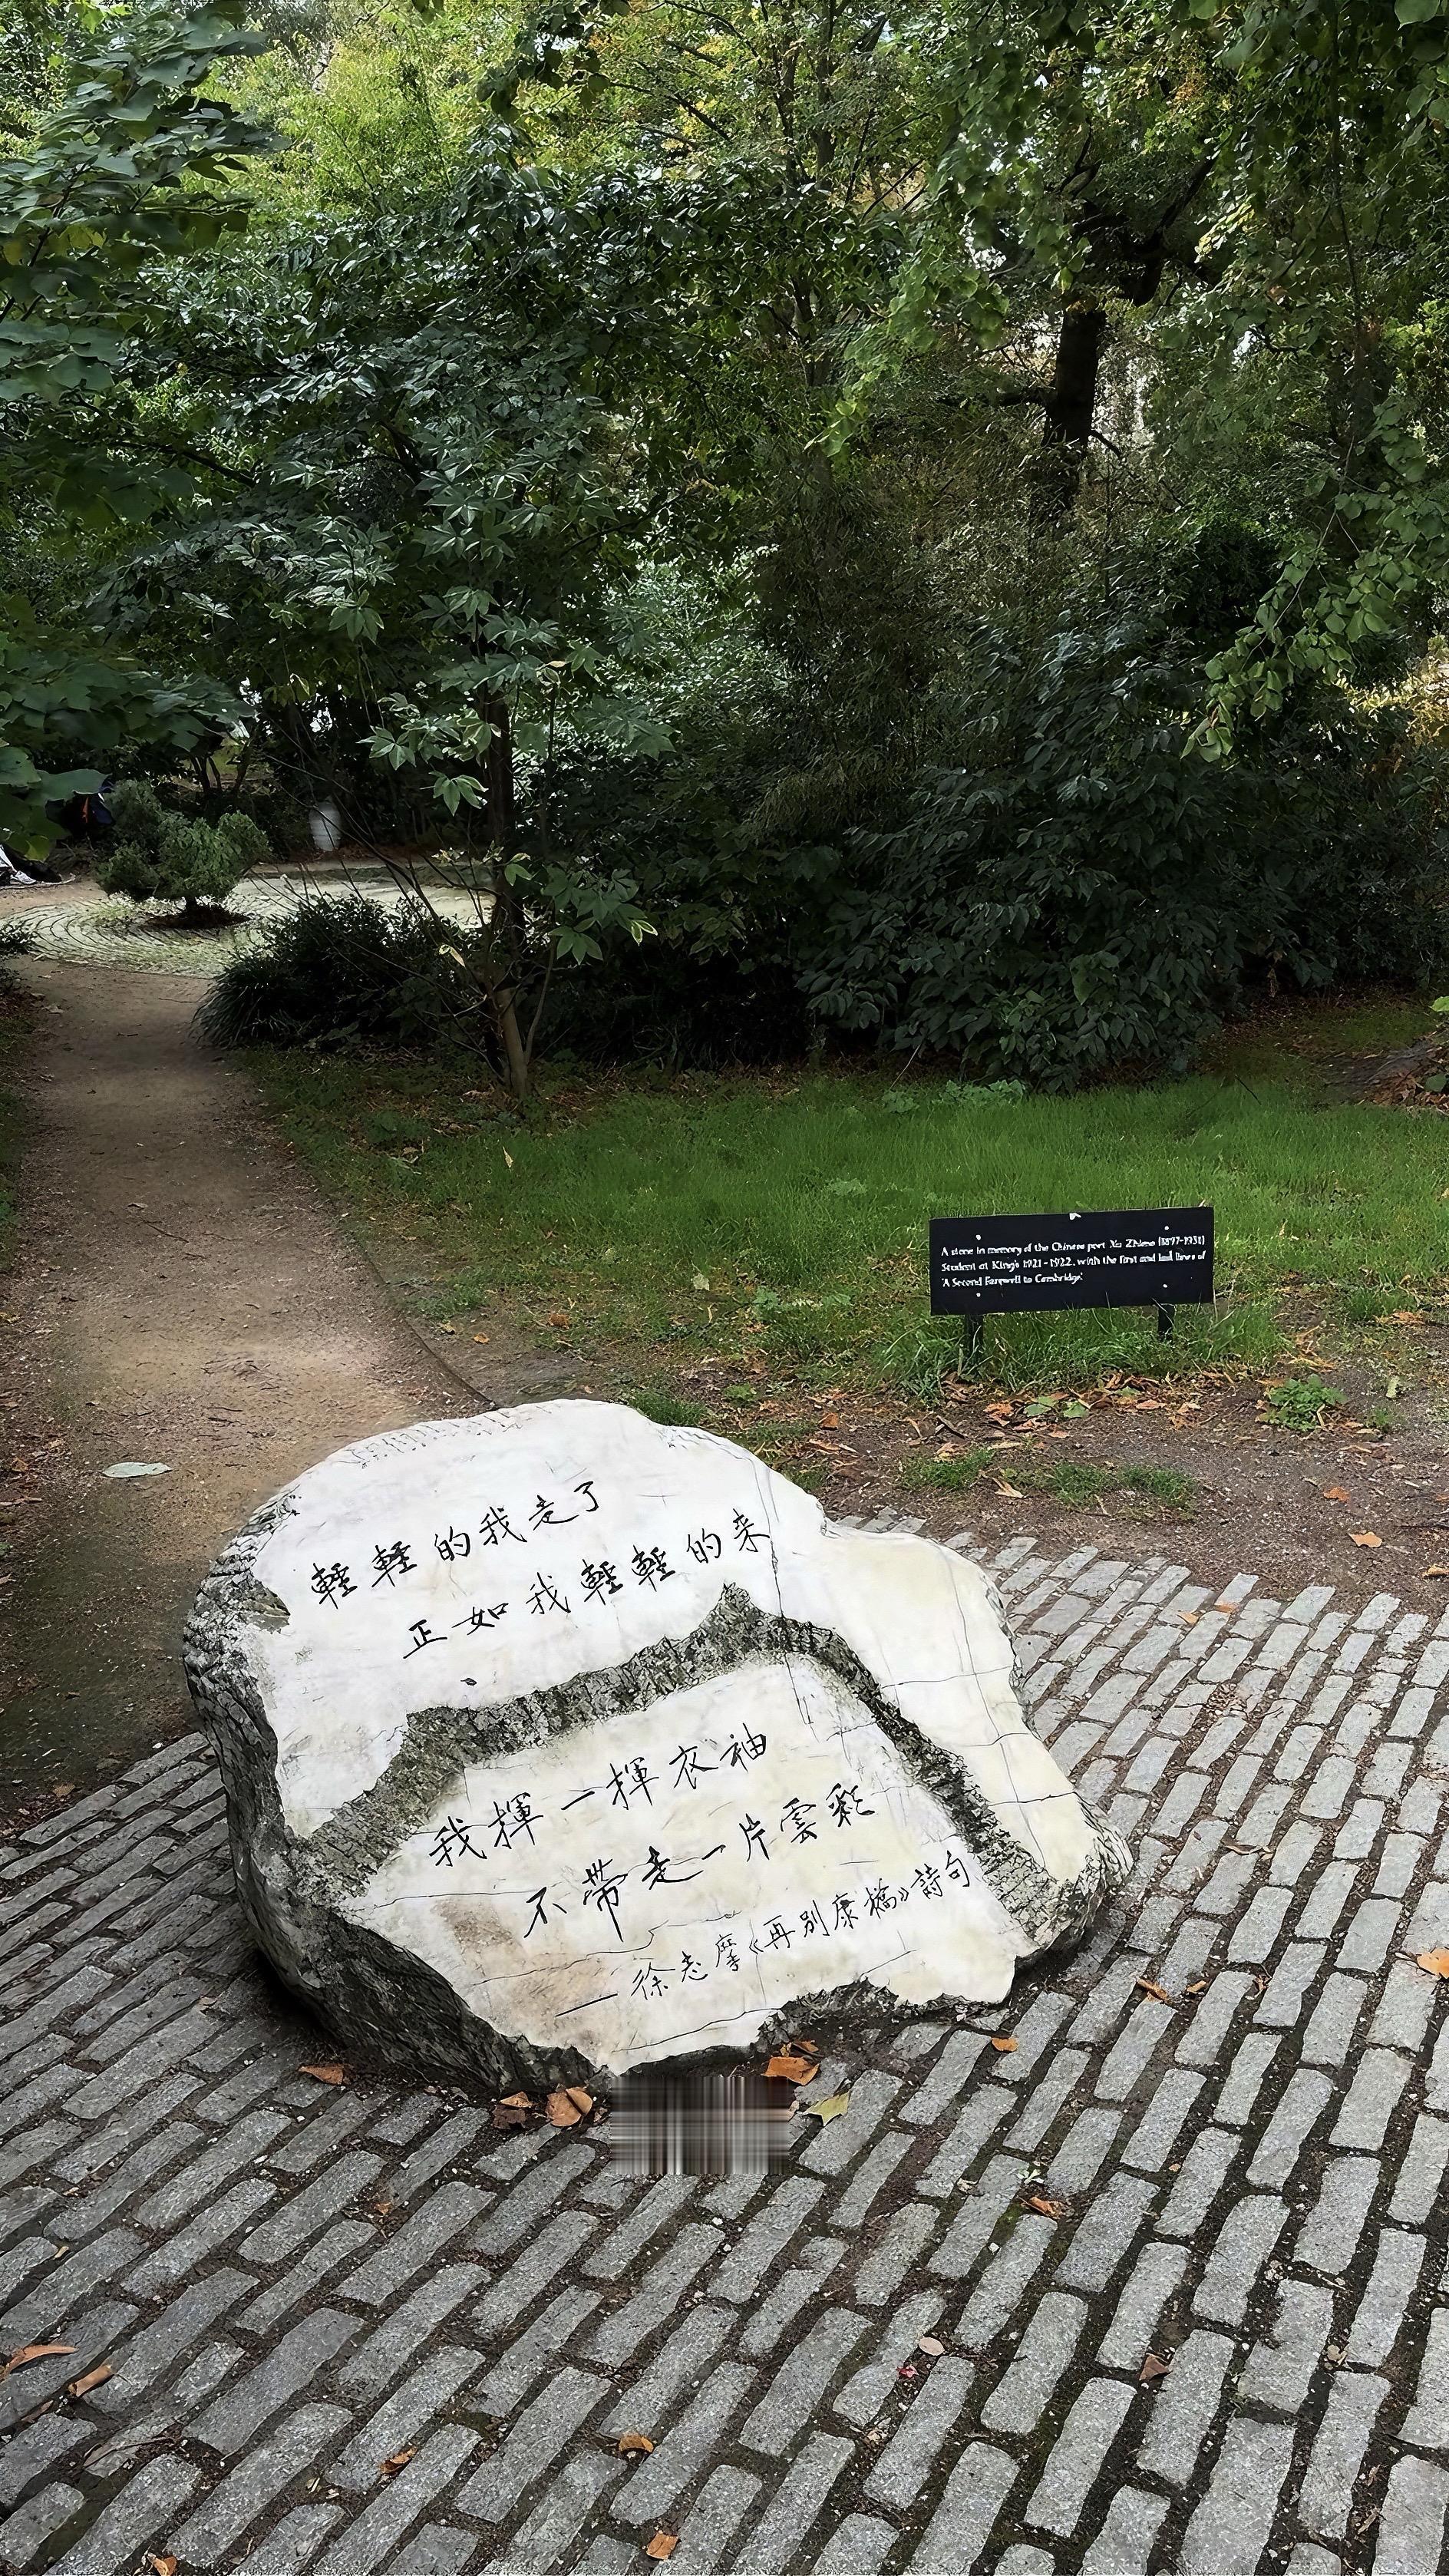 A stone in memory of the Chinese poet Xu Zhimo (1897-1931)
Student at King's 1921-1922, with the first and last lines of
'A Second Farewell to Cambridge'
輕輕的我走了
正如我輕輕的来
我揮一揮衣袖
不帶走一片雲彩
——徐志摩《再别康橋》詩句